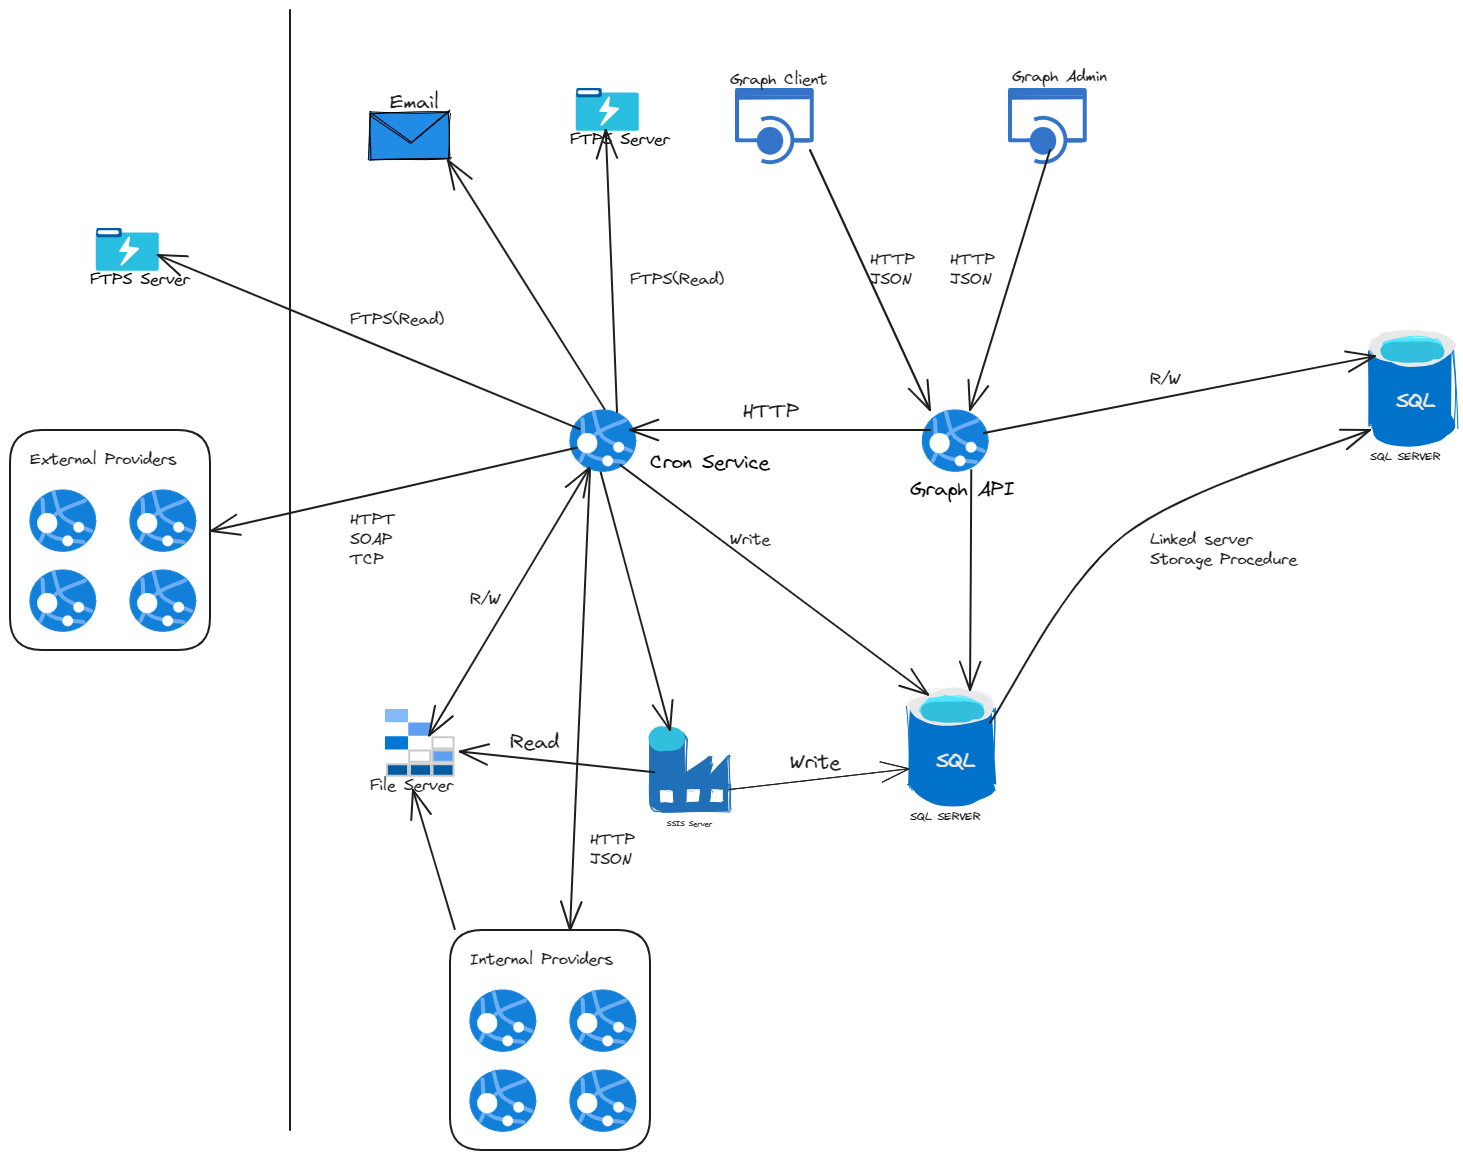 Graph Client
Graph Admin
Email
FTPS Server
FTPS Server
HTTP
JSON
HTTP
JSON
FTPS(Read)
FTPS(Read)
R/W
SQL
SQL SERVER
HTTP
Cron Service
Graph API
External Providers
HTPT
SOAP
TCP
Write
Linked server
Storage Procedure
R/W
Read
Write
SQL
File Server
SSIS Server
SQL SERVER
HTTP
JSON
Internal Providers